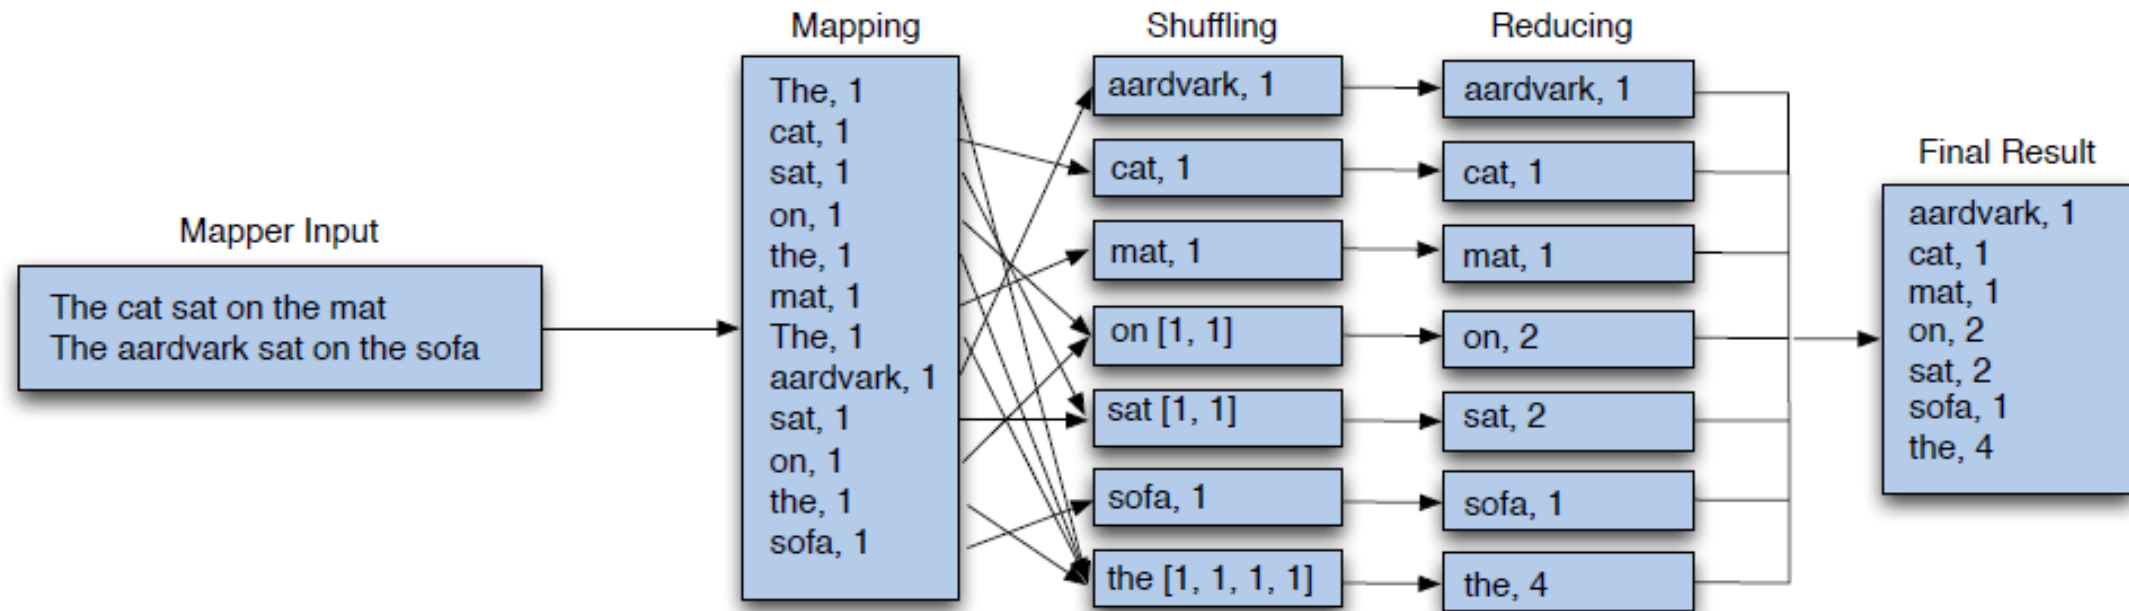 Mapper Input
The cat sat on the mat
The aardvark sat on the sofa
Mapping
The, 1
cat, 1
sat, 1
on, 1
the, 1
mat, 1
The, 1
aardvark, 1
sat, 1
on, 1
the, 1
sofa, 1
Shuffling
aardvark, 1
cat, 1
mat, 1
on [1, 1]
sat [1, 1]
sofa, 1
the [1, 1, 1, 1]
Reducing
aardvark, 1
cat, 1
mat, 1
on, 2
sat, 2
sofa, 1
the, 4
Final Result
aardvark, 1
cat, 1
mat, 1
on, 2
sat, 2
sofa, 1
the, 4